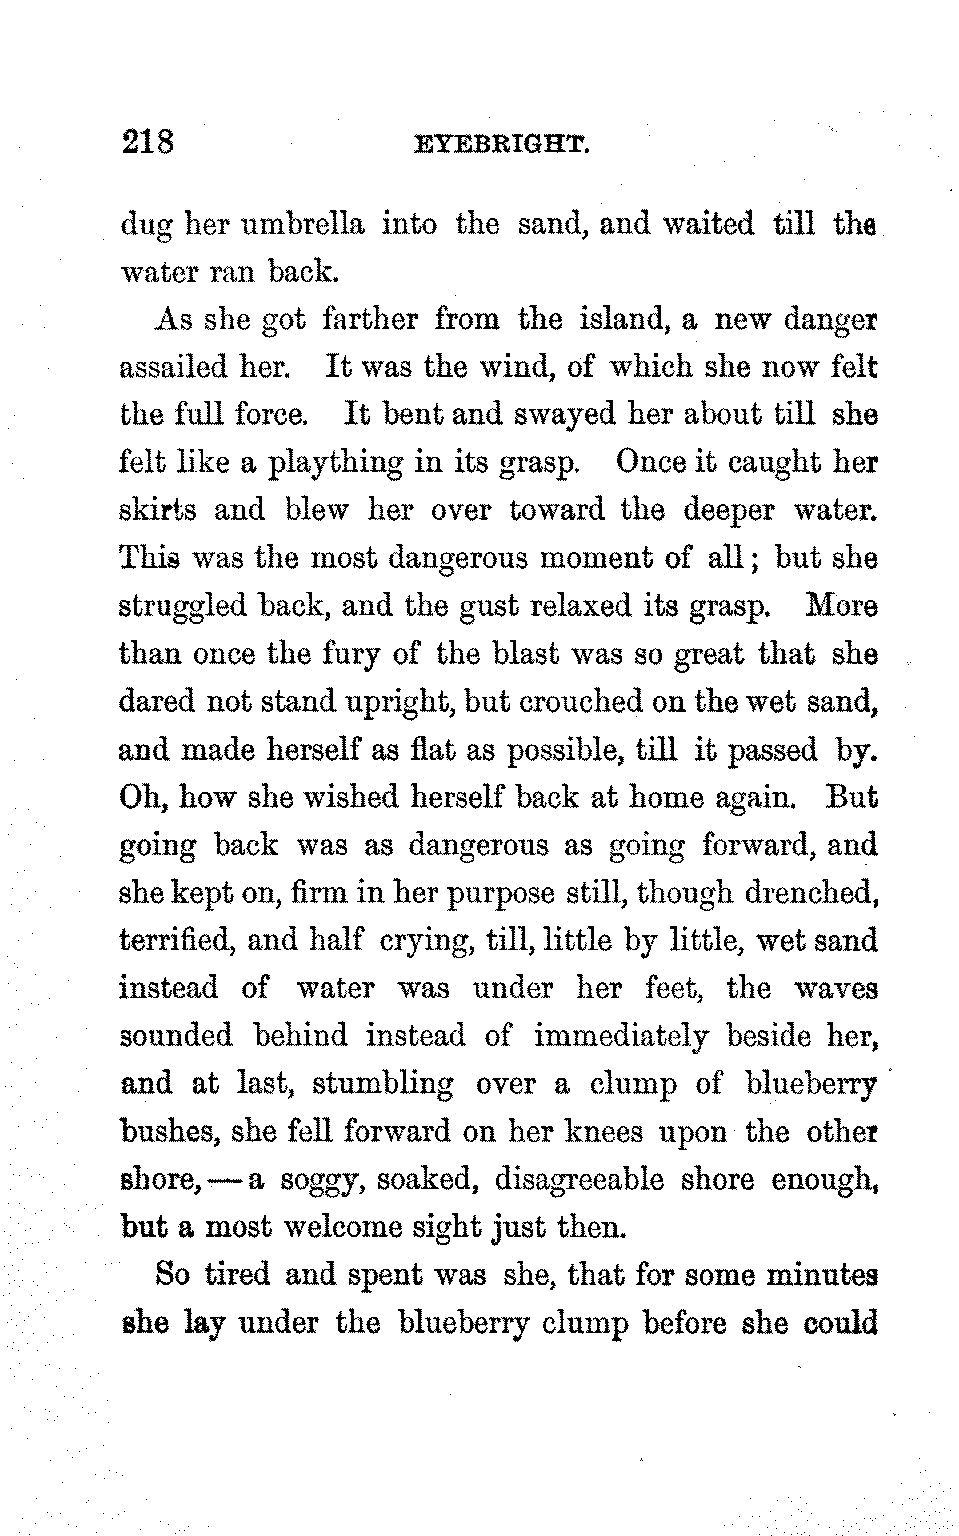 218 EYEBRIGHT.
dug her umbrella into the sand, and waited till the
water ran back.
As she got farther from the island, a new danger
assailed her. It was the wind, of which she now felt
the full force. It bent and swayed her about till she
felt like a plaything in its grasp. Once it caught her
skirts and blew her over toward the deeper water.
This was the most dangerous moment of all; but she
struggled back, and the gust relaxed its grasp. More
than once the fury of the blast was so great that she
dared not stand upright, but crouched on the wet sand,
and made herself as flat as possible, till it passed by.
Oh, how she wished herself back at home again. But
going back was as dangerous as going forward, and
she kept on, firm in her purpose still, though drenched,
terrified, and half crying, till, little by little, wet sand
instead of water was under her feet, the waves
sounded behind instead of immediately beside her,
and at last, stumbling over a clump of blueberry
bushes, she fell forward on her knees upon the other
shore,—a soggy, soaked, disagreeable shore enough,
but a most welcome sight just then.
So tired and spent was she, that for some minutes
she lay under the blueberry clump before she could